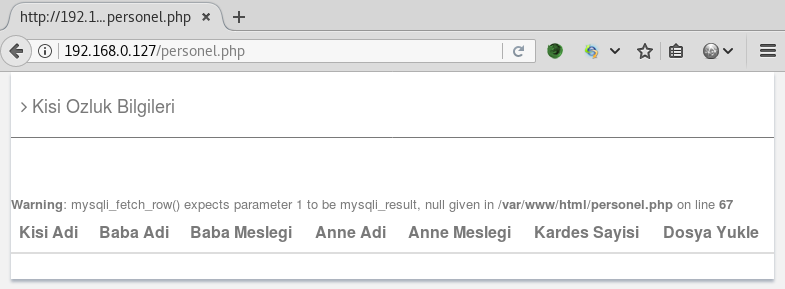 http://192.1...personel.php
192.168.0.127/personel.php
Kisi Ozluk Bilgileri
Warning: mysqli_fetch_row() expects parameter 1 to be mysqli_result, null given in /var/www/html/personel.php on line 67
Kisi Adi Baba Adi Baba Meslegi Anne Adi Anne Meslegi Kardes Sayisi Dosya Yukle